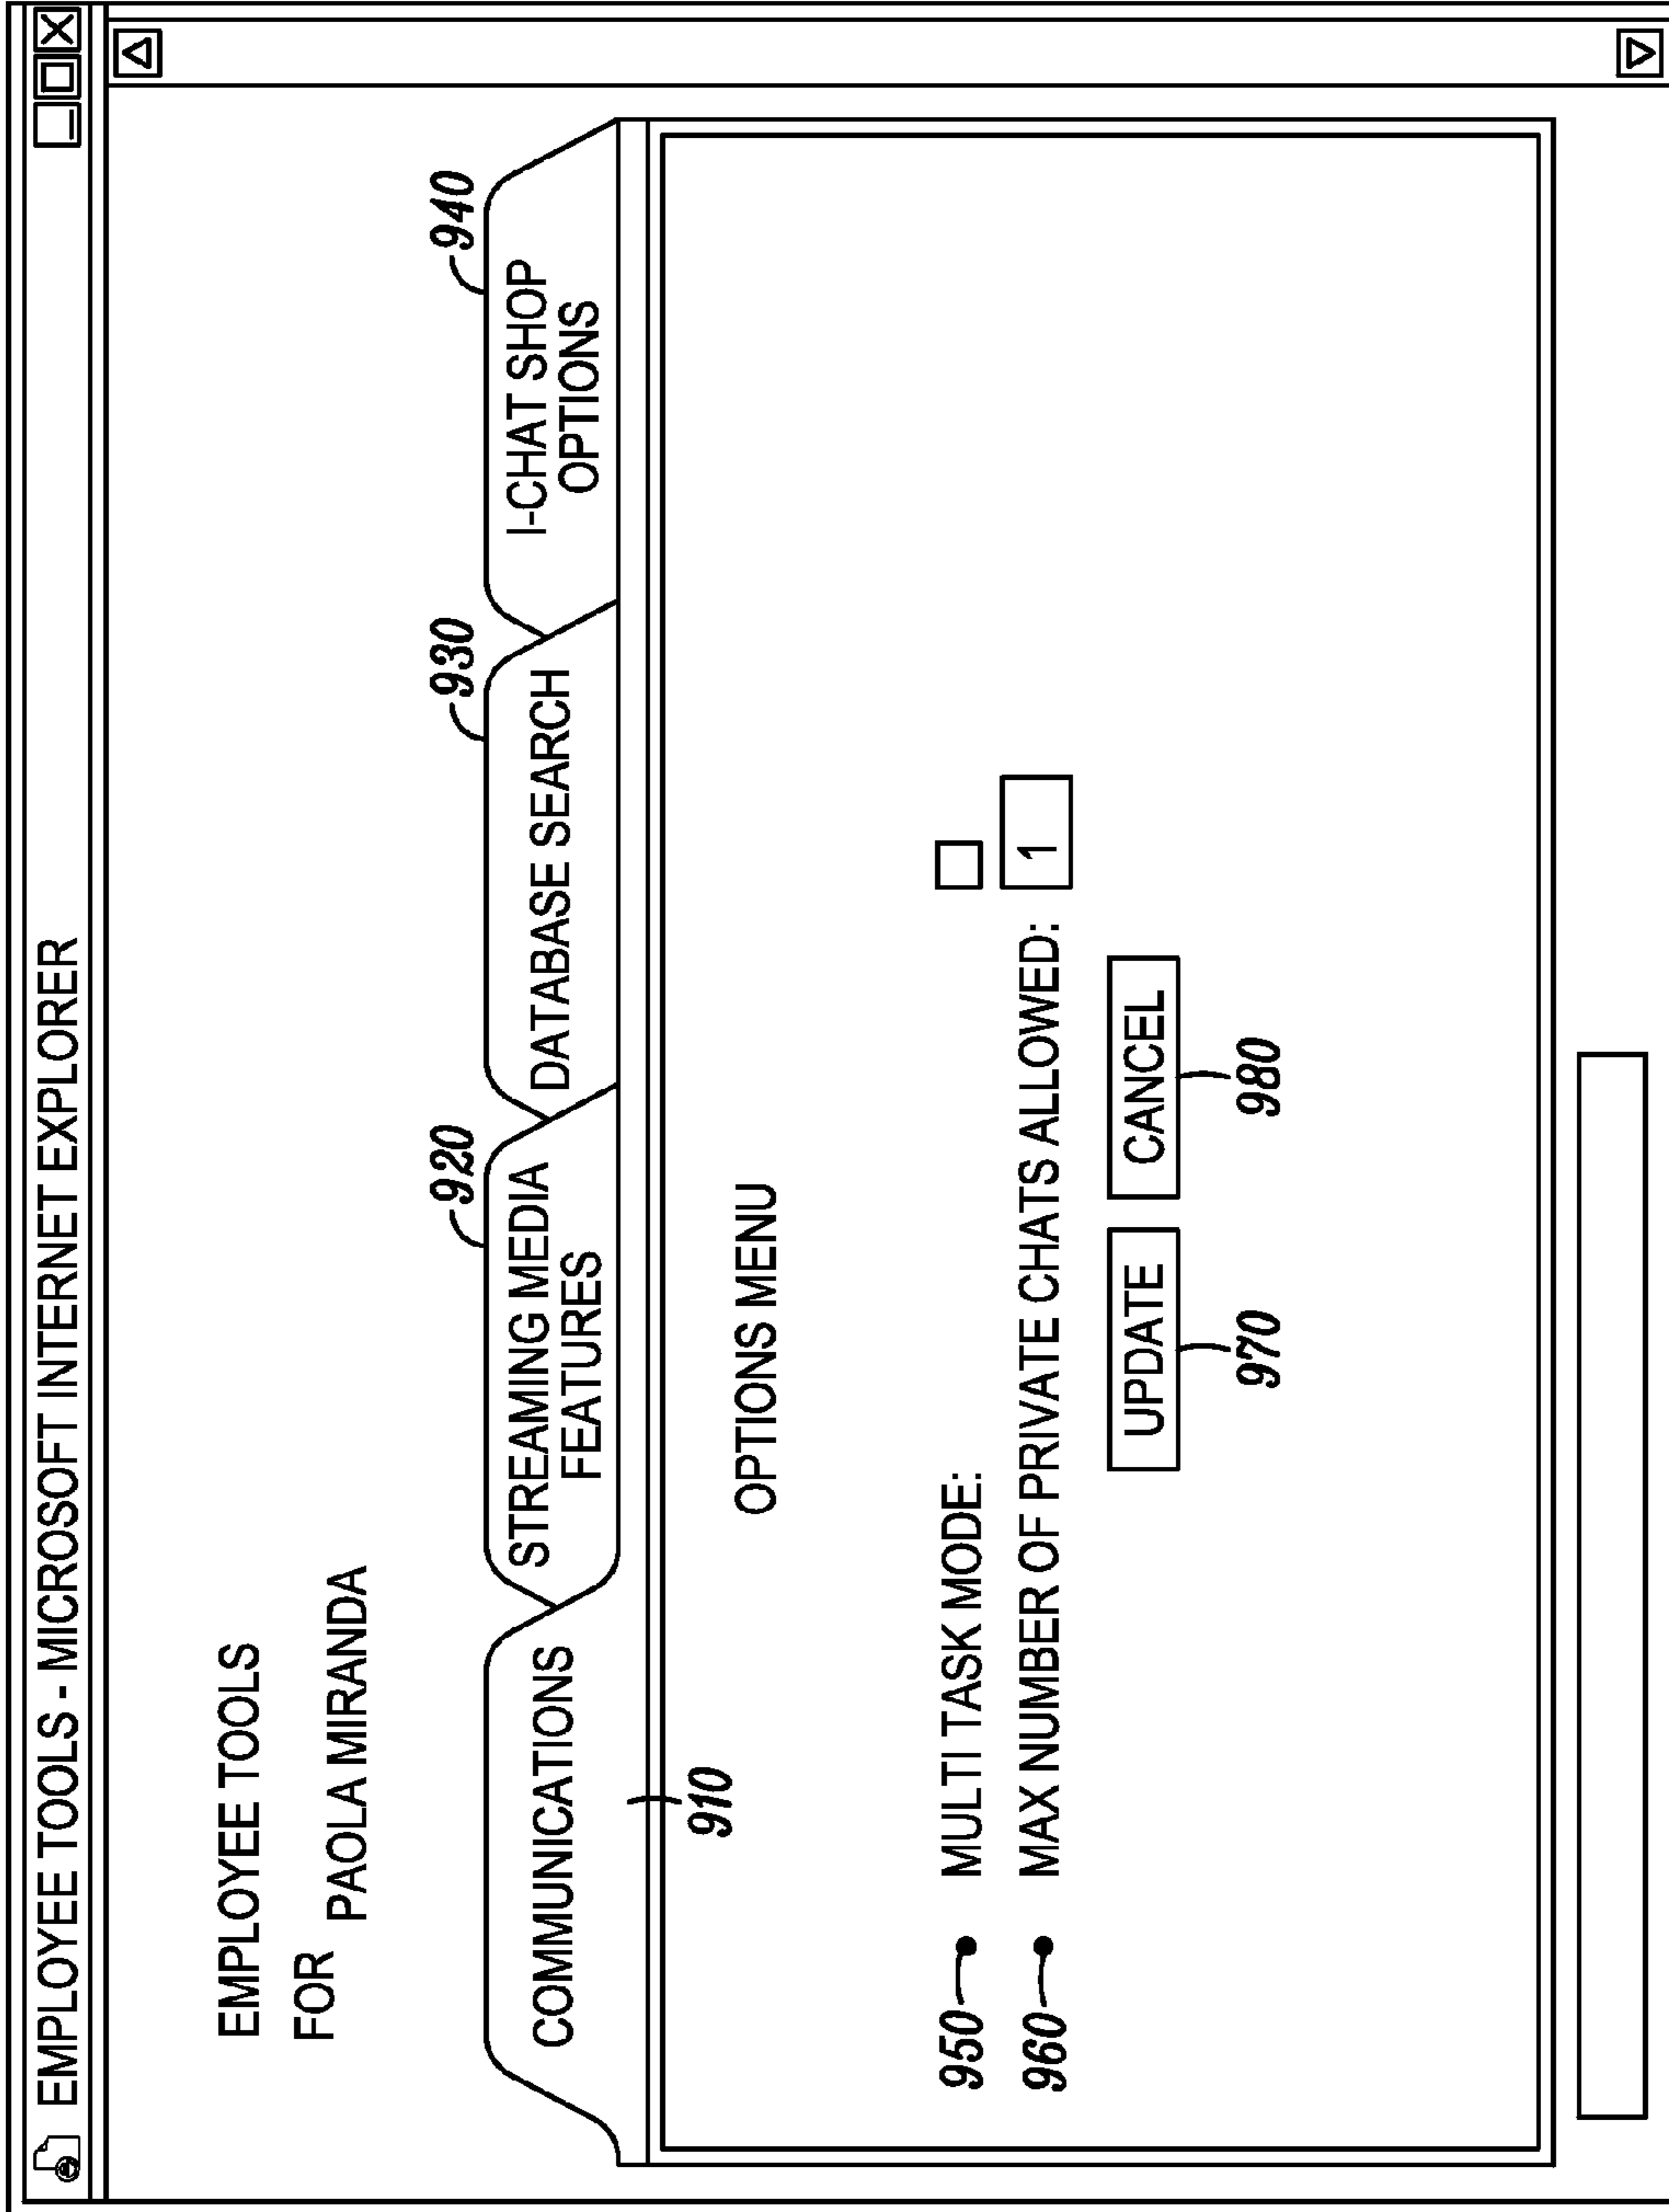 EMPLOYEE TOOLS - MICROSOFT INTERNET EXPLORER
EMPLOYEE TOOLS
FOR
PAOLA MIRANDA
920
930
940
COMMUNICATIONS
STREAMING MEDIA
FEATURES
DATABASE SEARCH
I-CHAT SHOP
OPTIONS
910
OPTIONS MENU
950
MULTI TASK MODE:
960
MAX NUMBER OF PRIVATE CHATS ALLOWED: 1
UPDATE
CANCEL
970
980